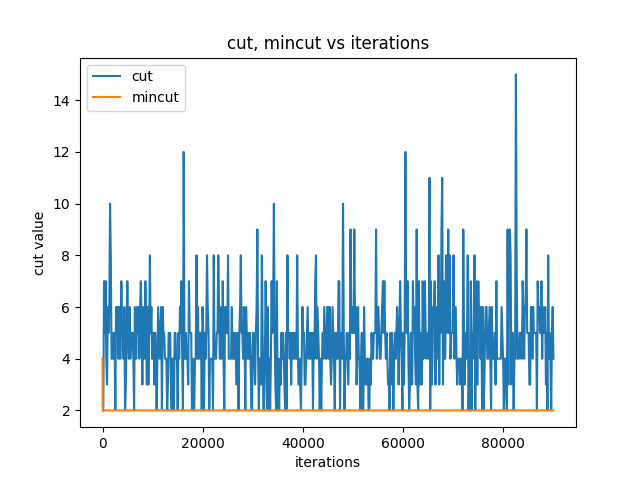 cut, mincut vs iterations
cut
mincut
cut value
14
12
10
8
6
4
2
0
20000
40000
60000
80000
iterations